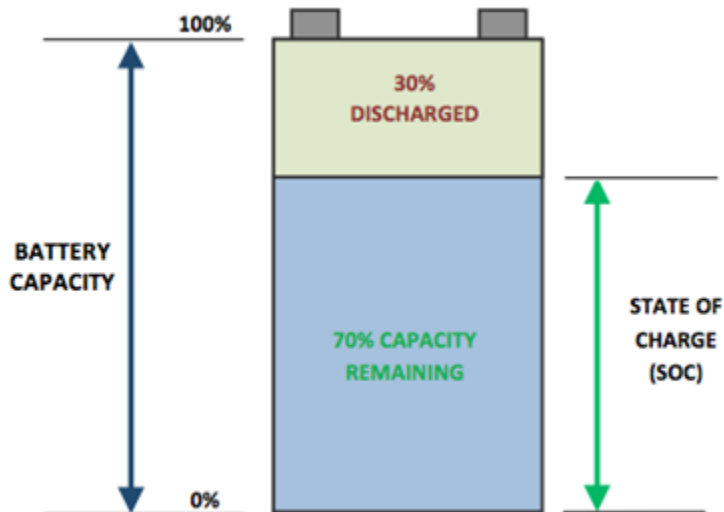 100%
30%
DISCHARGED
BATTERY
CAPACITY
70% CAPACITY
REMAINING
STATE OF
CHARGE
(SOC)
0%